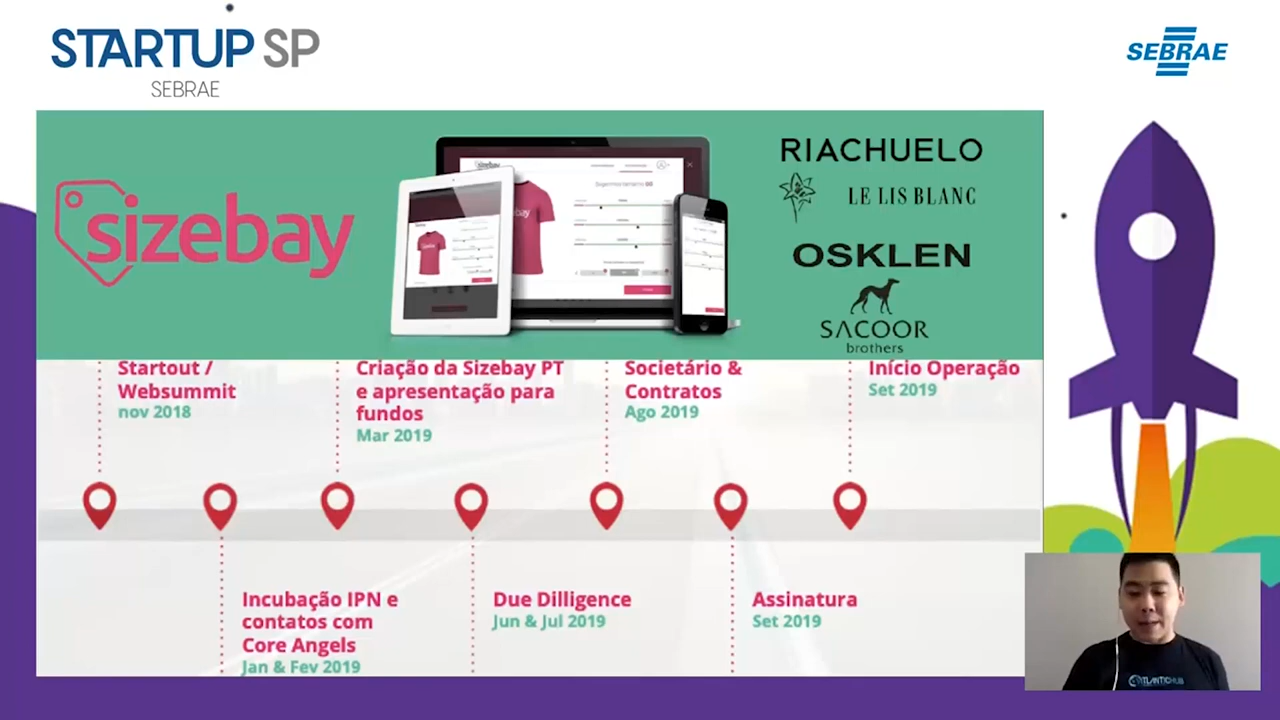 STARTUP SP
SEBRAE
SEBRAE
sizebay
RIACHUELO
LE LIS BLANC
OSKLEN
SACOOR
brothers
sizebay
Startout /
Websummit
nov 2018
Criação da Sizebay PT
e apresentação para
fundos
Mar 2019
Societário &
Contratos
Ago 2019
Início Operação
Set 2019
Incubação IPN e
contatos com
Core Angels
Jan & Fev 2019
Due Dilligence
Jun & Jul 2019
Assinatura
Set 2019
ATLANTICHUB